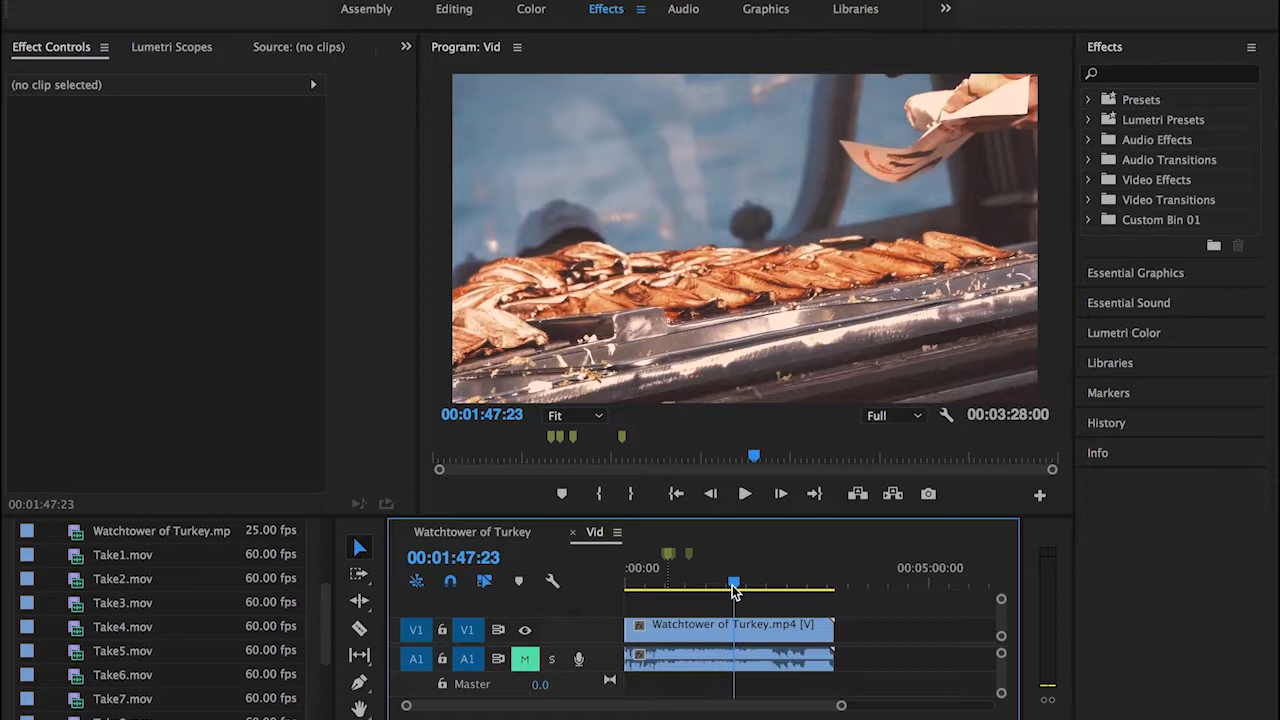 Assembly Editing Color Effects Audio Graphics Libraries
Effect Controls Lumetri Scopes Source: (no clips)
(no clip selected)
00:01:47:23
Program: Vid
00:01:47:23 Fit Full 00:03:28:00
Effects
Presets
Lumetri Presets
Audio Effects
Audio Transitions
Video Effects
Video Transitions
Custom Bin 01
Essential Graphics
Essential Sound
Lumetri Color
Libraries
Markers
History
Info
Watchtower of Turkey.mp 25.00 fps
Take1.mov 60.00 fps
Take2.mov 60.00 fps
Take3.mov 60.00 fps
Take4.mov 60.00 fps
Take5.mov 60.00 fps
Take6.mov 60.00 fps
Take7.mov 60.00 fps
Watchtower of Turkey Vid
00:01:47:23
:00:00 00:05:00:00
V1 V1 Watchtower of Turkey.mp4 [V]
A1 A1 M S
Master 0.0